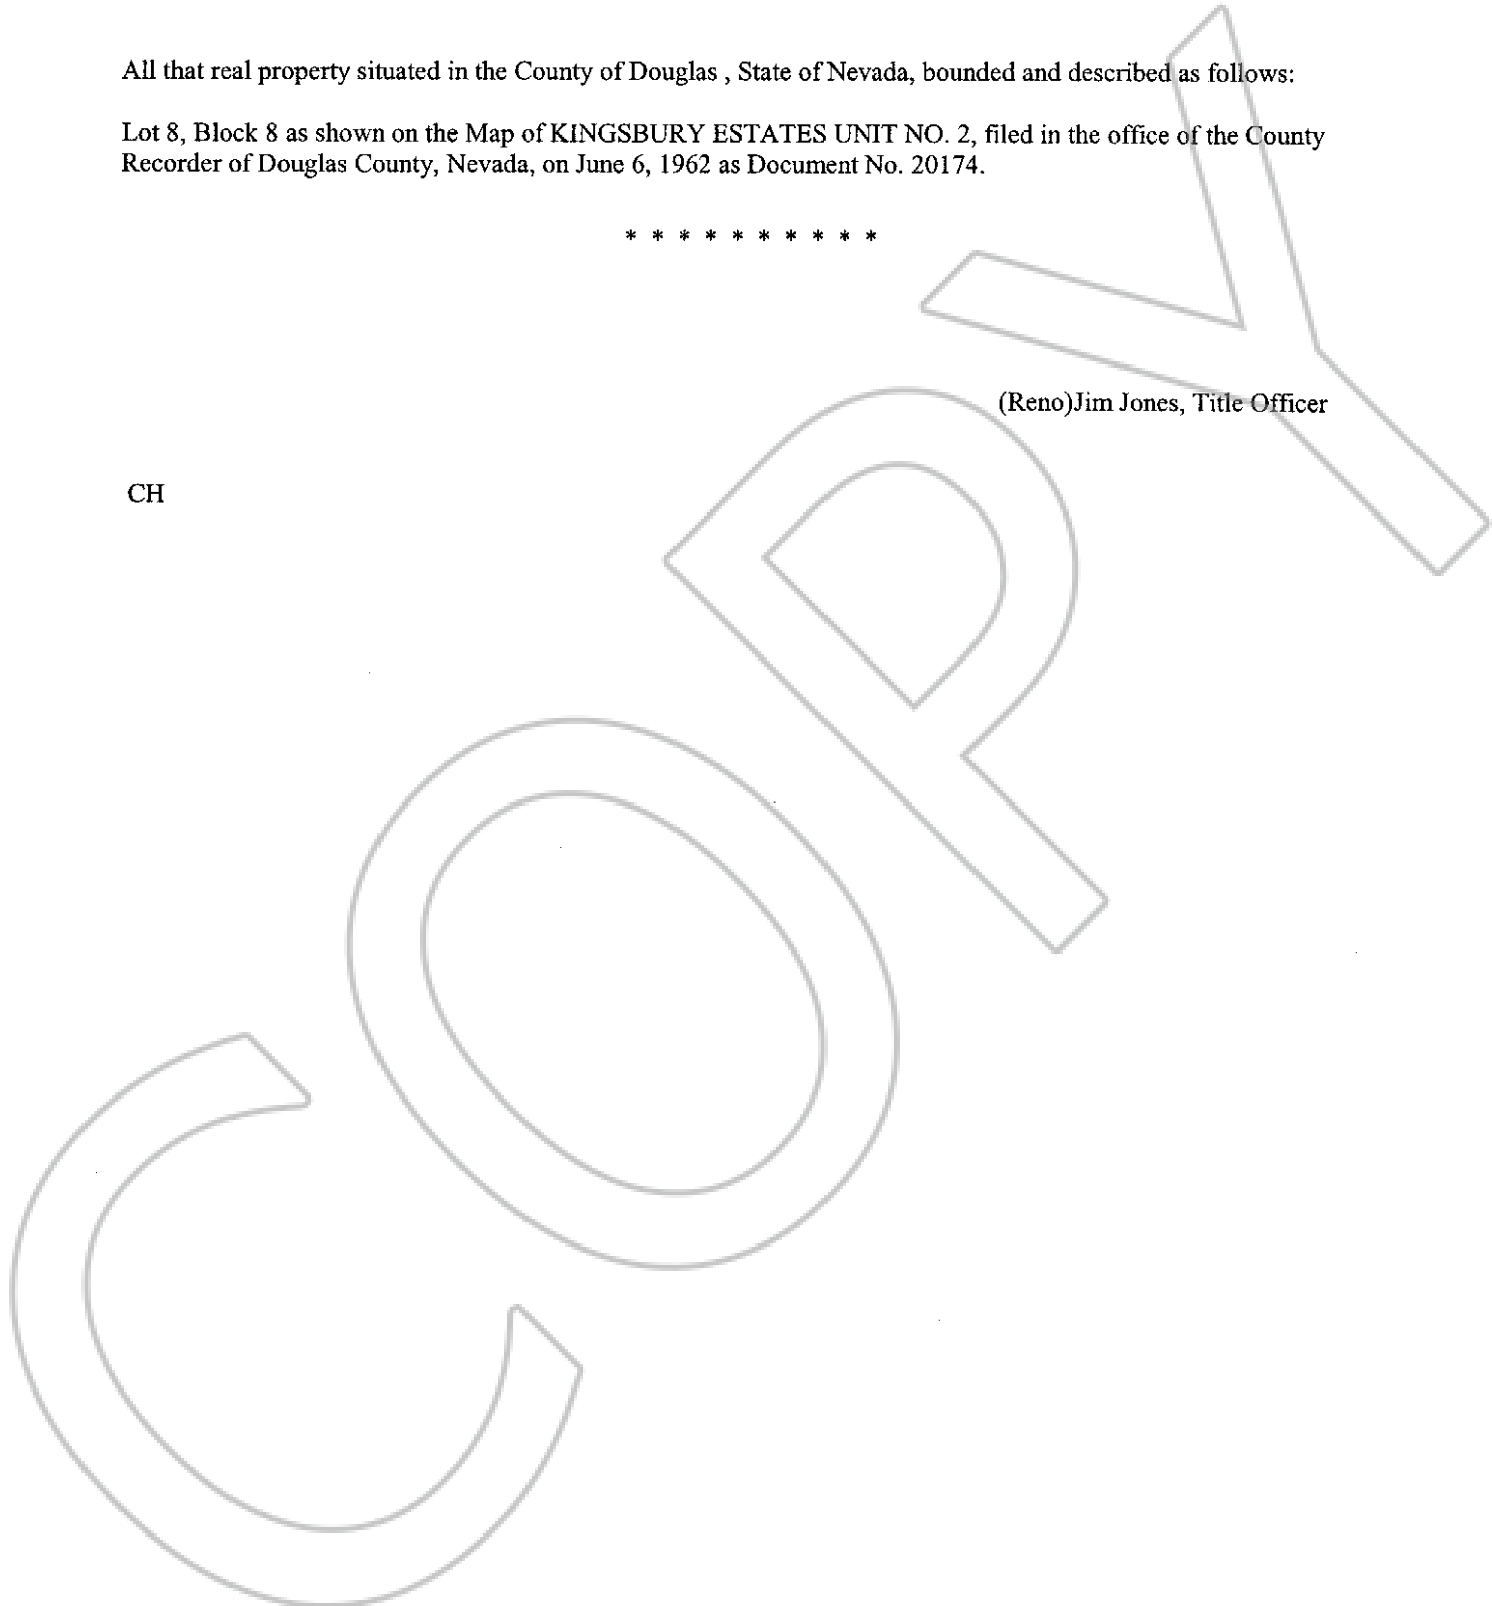 All that real property situated in the County of Douglas , State of Nevada, bounded and described as follows:
Lot 8, Block 8 as shown on the Map of KINGSBURY ESTATES UNIT NO. 2, filed in the office of the County
Recorder of Douglas County, Nevada, on June 6, 1962 as Document No. 20174.
* * * * * * * * * *
(Reno)Jim Jones, Title Officer
CH
COPY